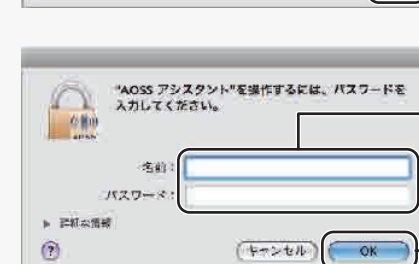 "AOSS アシスタント"を操作するには、パスワードを
入力してください。
AOSS
名前：
パスワード：
▶ 詳細な情報
?
キャンセル
OK